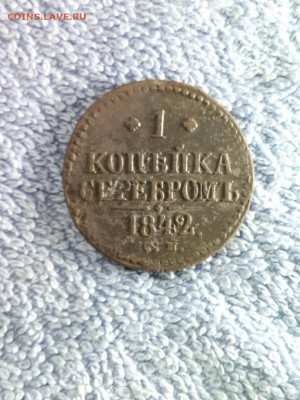 COINS.LAVE.RU
1
КОПѢЙКА
СЕРЕБРОМЪ
1842.